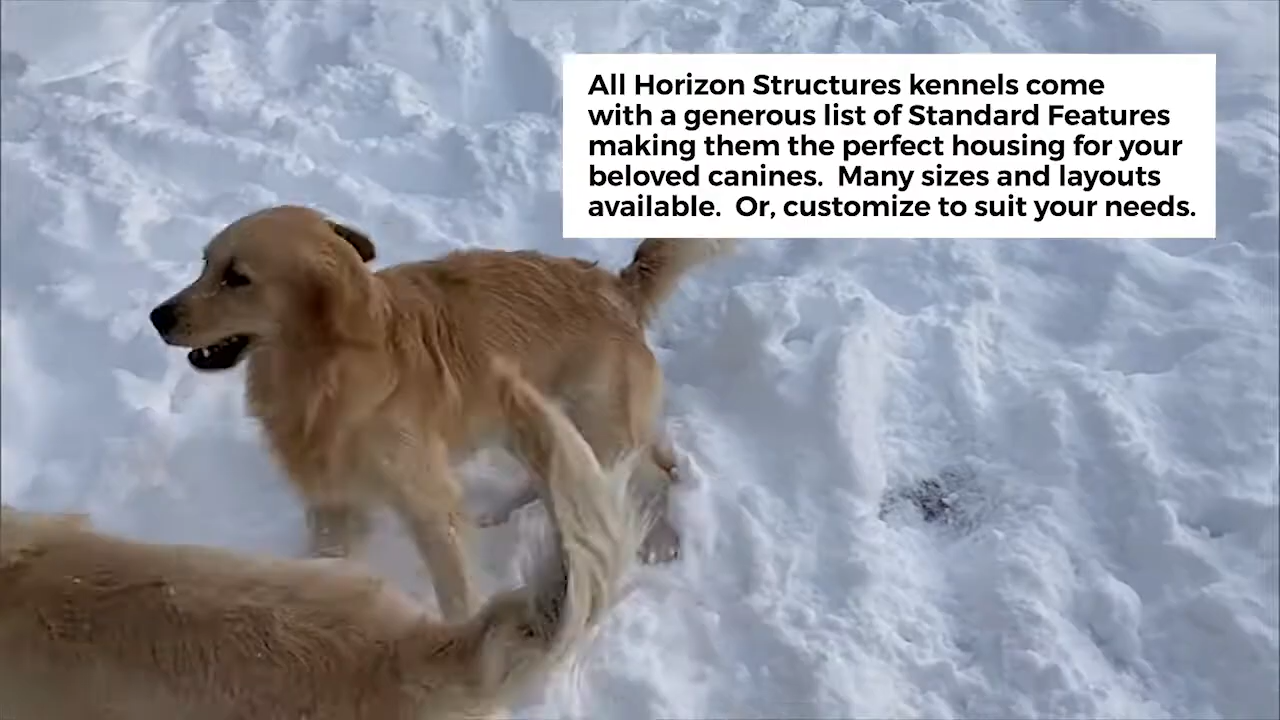 All Horizon Structures kennels come
with a generous list of Standard Features
making them the perfect housing for your
beloved canines.  Many sizes and layouts
available.  Or, customize to suit your needs.